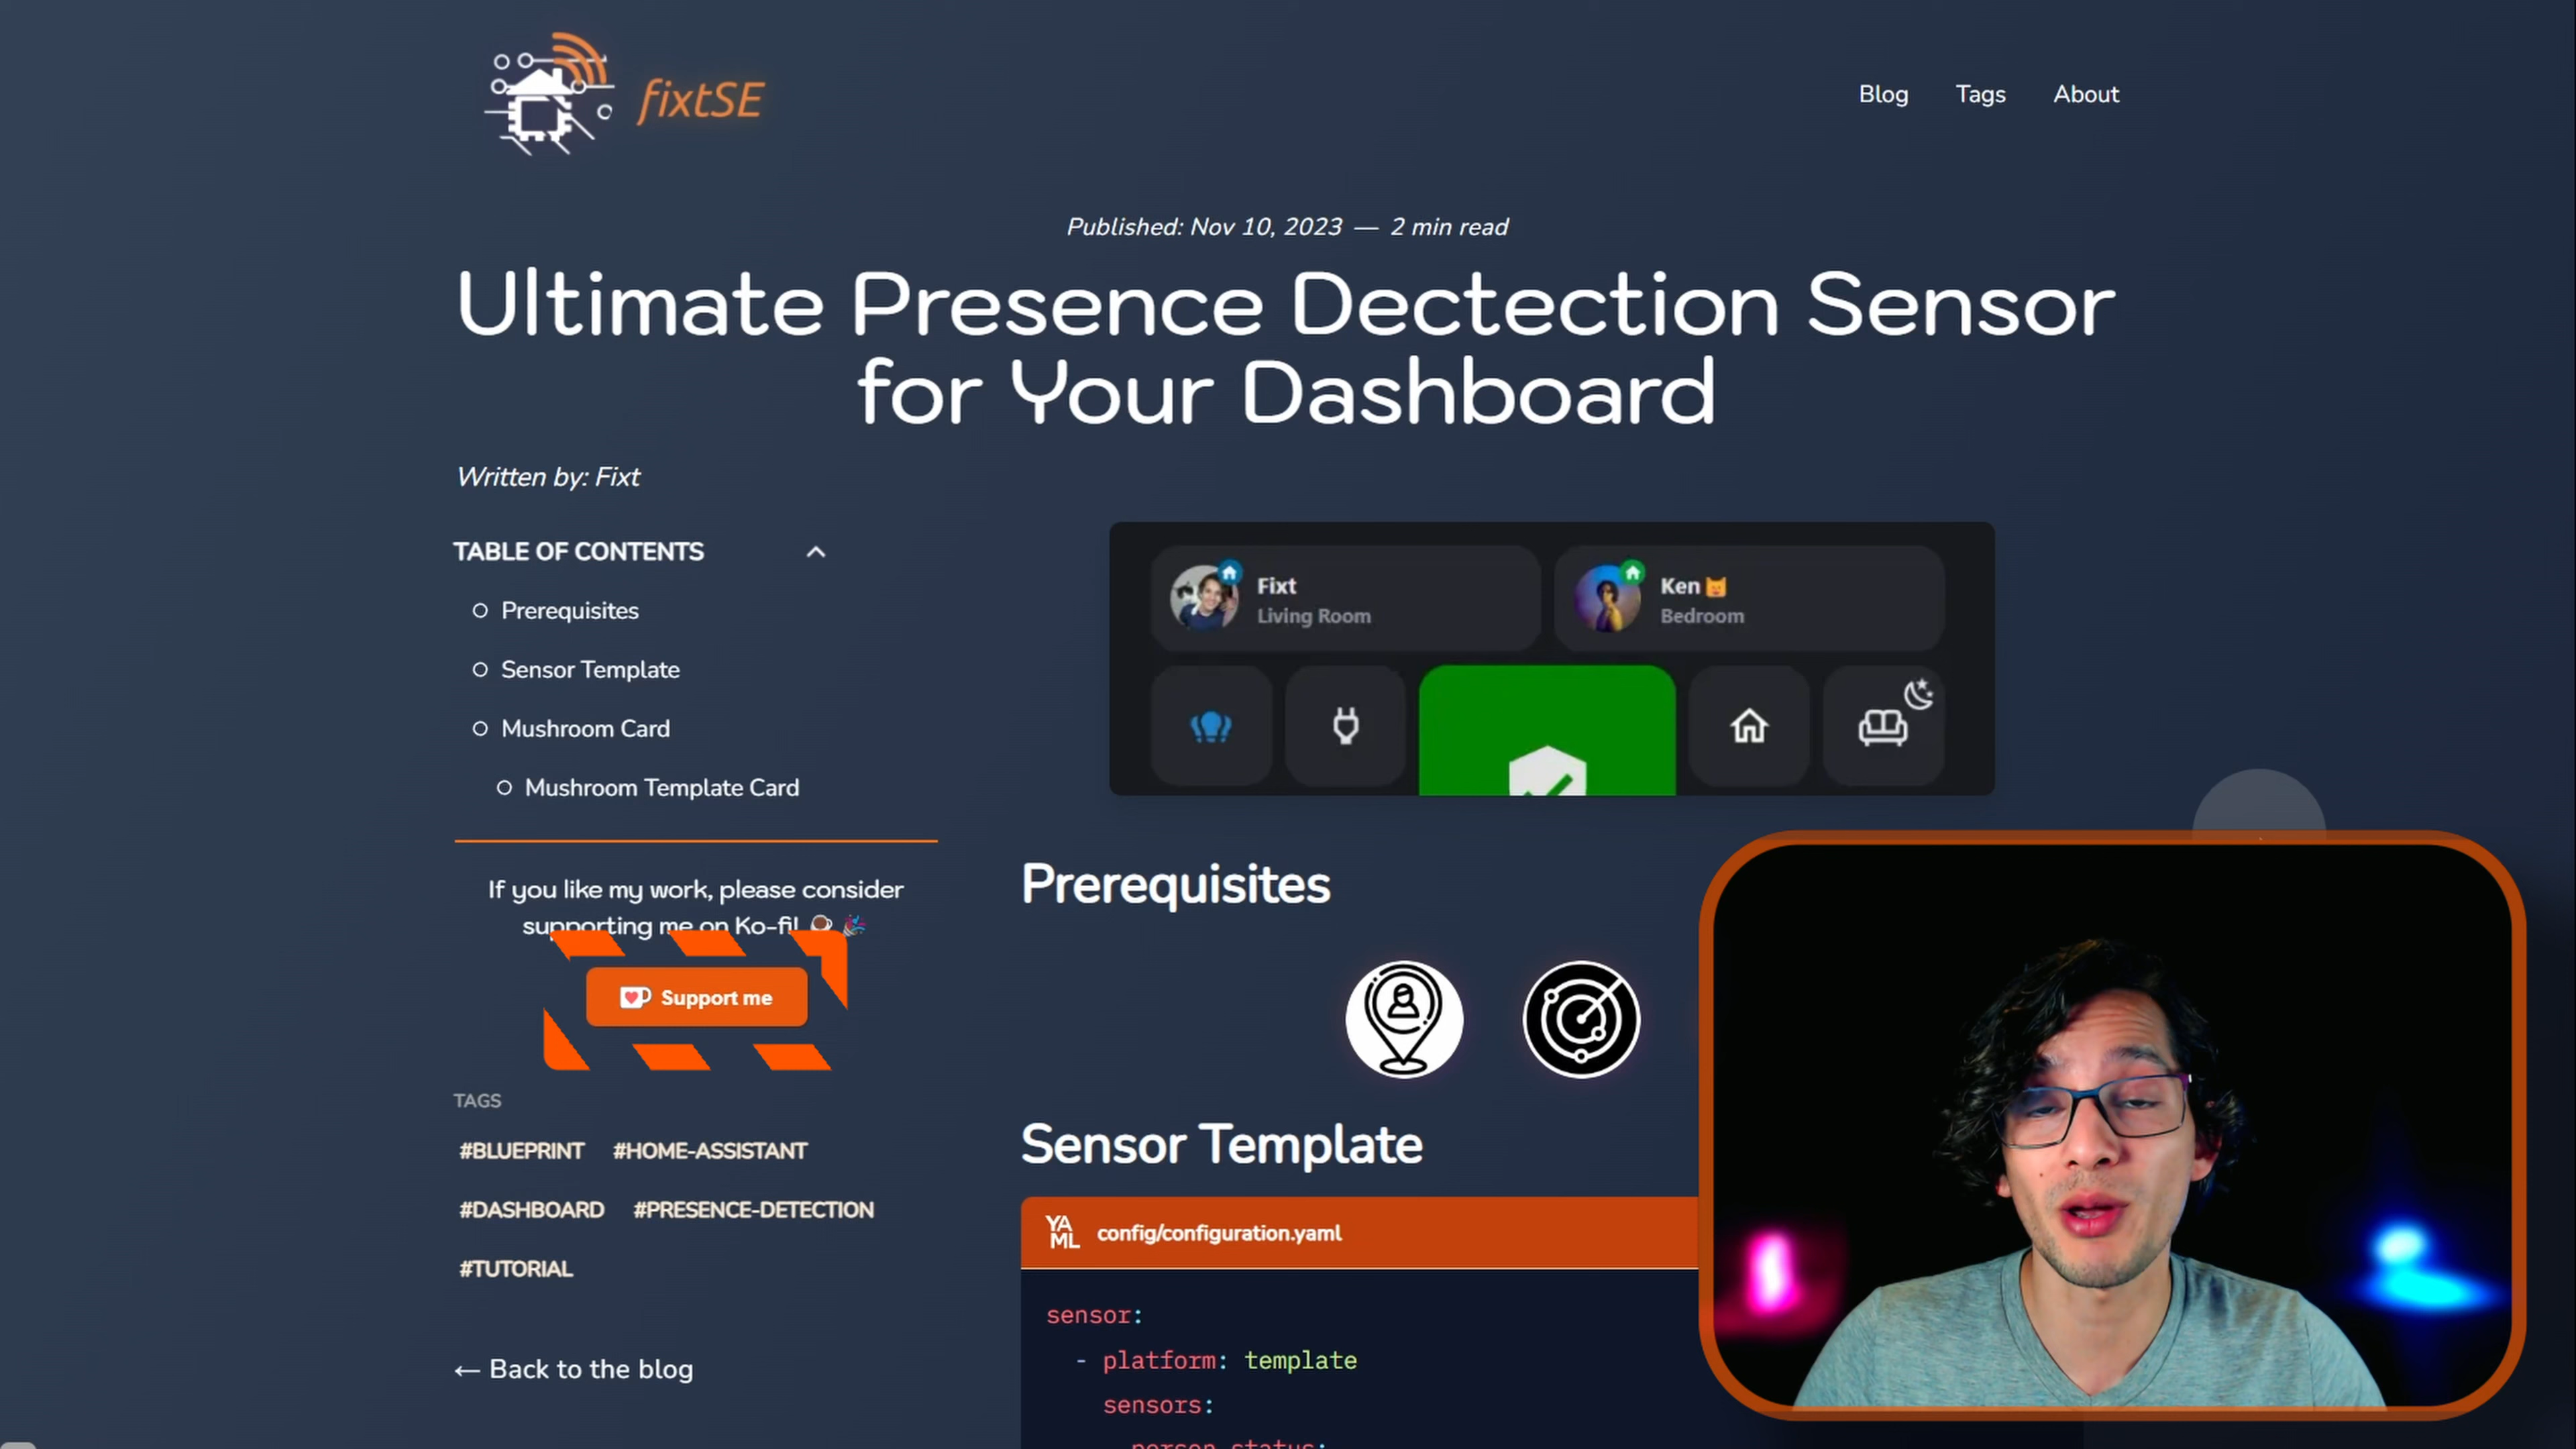 fixtSE
Blog Tags About
Published: Nov 10, 2023 — 2 min read
Ultimate Presence Dectection Sensor
for Your Dashboard
Written by: Fixt
TABLE OF CONTENTS
Prerequisites
Sensor Template
Mushroom Card
Mushroom Template Card
If you like my work, please consider
supporting me on Ko-fi! ☕ 🎉
Support me
TAGS
#BLUEPRINT #HOME-ASSISTANT
#DASHBOARD #PRESENCE-DETECTION
#TUTORIAL
← Back to the blog
Fixt
Living Room
Ken 😼
Bedroom
Prerequisites
Sensor Template
YA
ML
config/configuration.yaml
sensor:
- platform: template
sensors:
person_status: